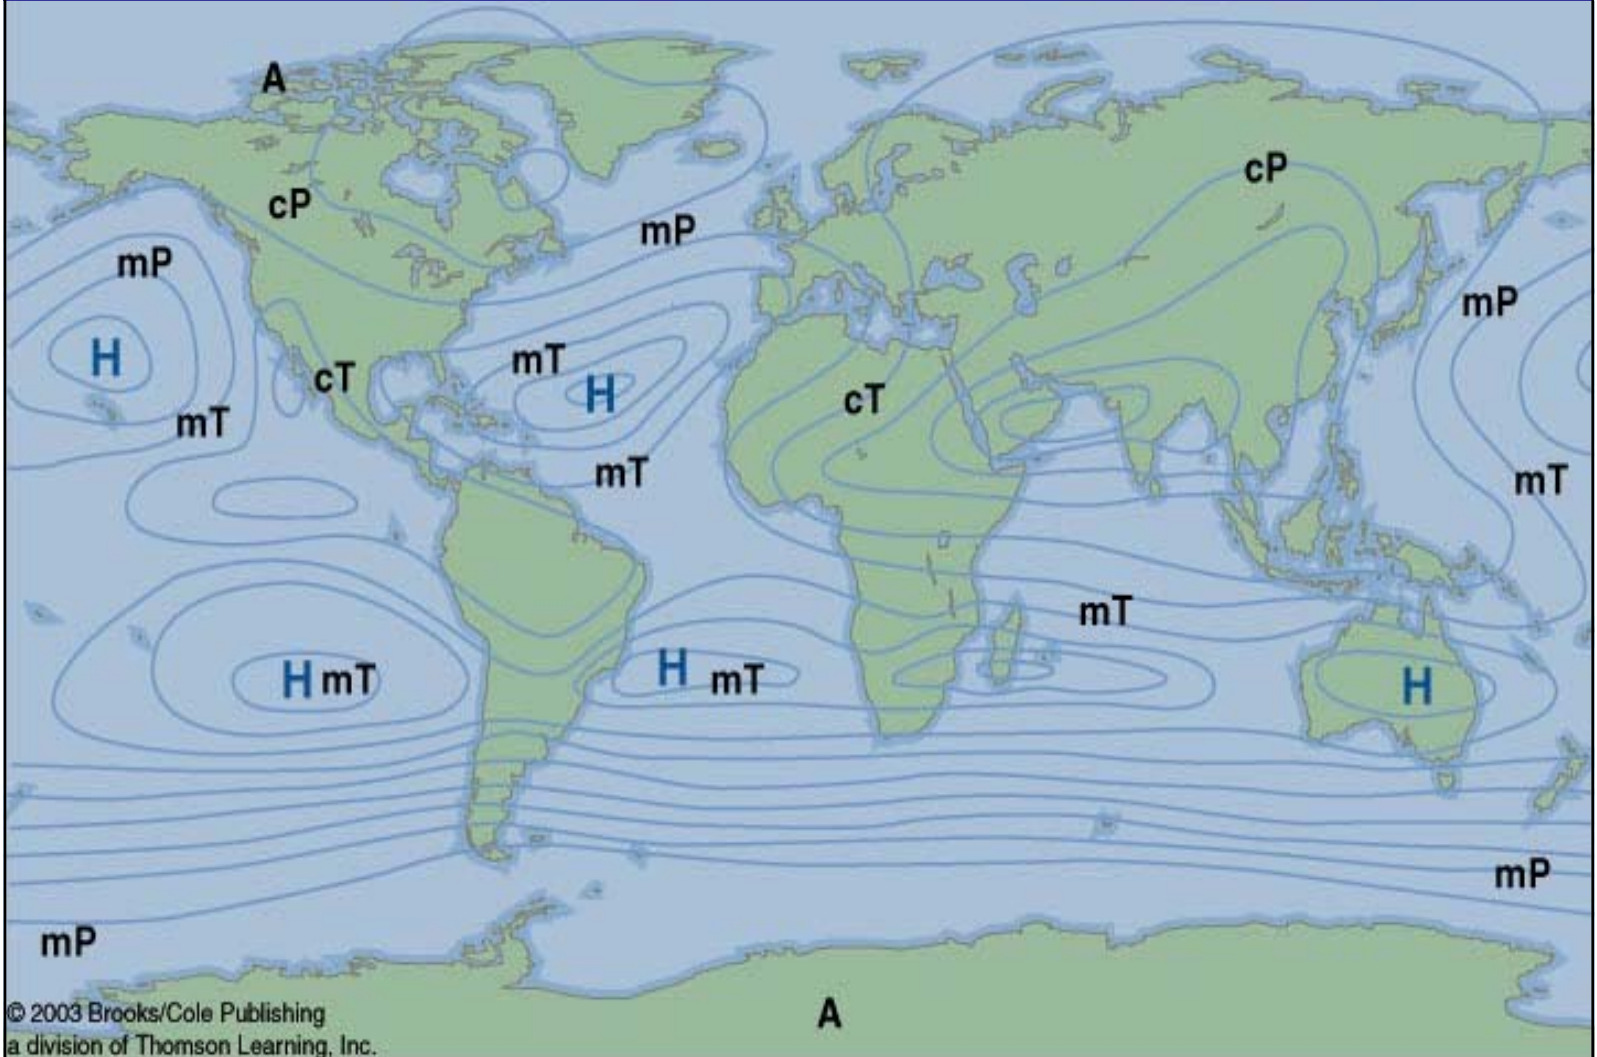 A
cP
cP
mP
mP
mP
H
mT
H
cT
cT
mT
mT
mT
mT
H mT
H mT
H
mP
mP
A
© 2003 Brooks/Cole Publishing
a division of Thomson Learning, Inc.